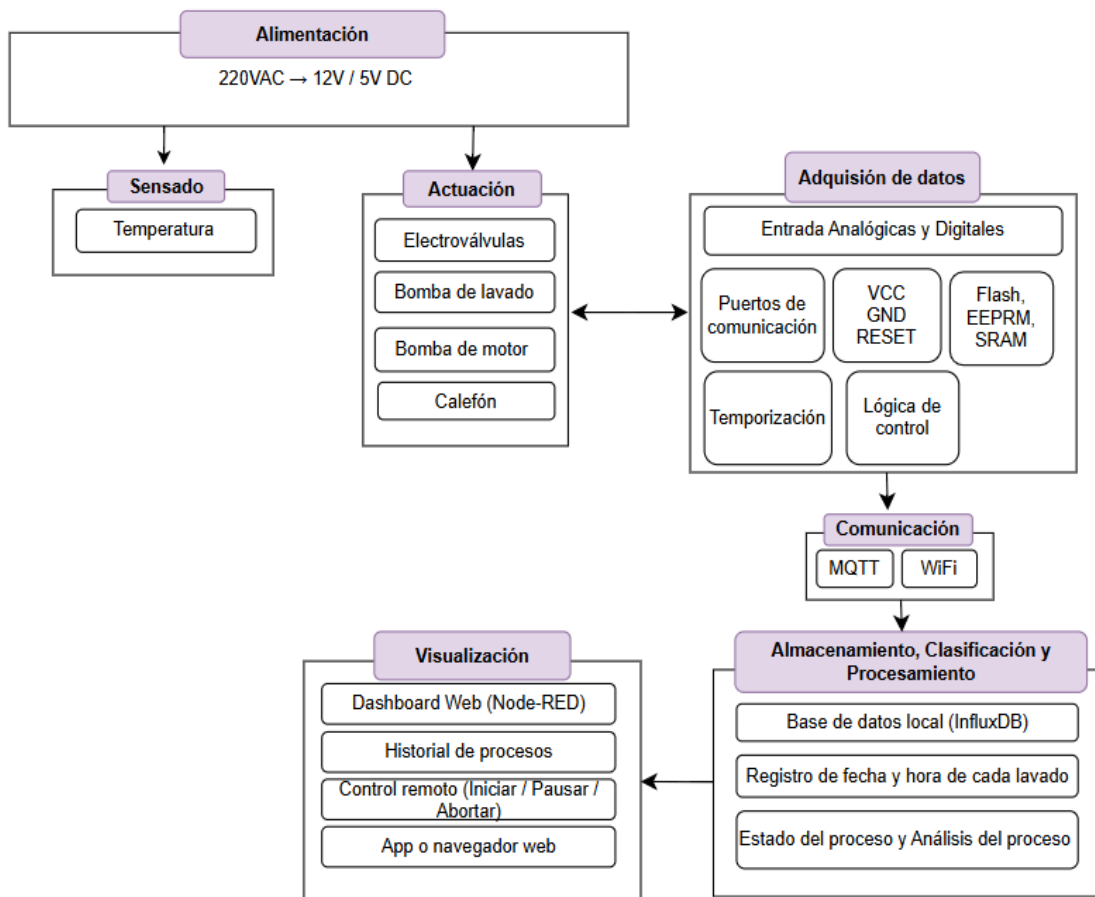 Alimentación
220VAC → 12V / 5V DC
Sensado
Temperatura
Actuación
Electroválvulas
Bomba de lavado
Bomba de motor
Calefón
Adquisión de datos
Entrada Analógicas y Digitales
Puertos de
comunicación
VCC
GND
RESET
Flash,
EEPRM,
SRAM
Temporización
Lógica de
control
Comunicación
MQTT
WiFi
Almacenamiento, Clasificación y
Procesamiento
Base de datos local (InfluxDB)
Registro de fecha y hora de cada lavado
Estado del proceso y Análisis del proceso
Visualización
Dashboard Web (Node-RED)
Historial de procesos
Control remoto (Iniciar / Pausar /
Abortar)
App o navegador web